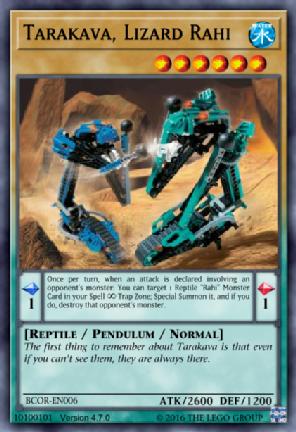 Tarakava, Lizard Rahi
WATER
水
Once per turn, when an attack is declared involving an
opponent's monster: You can target 1 Reptile "Rahi" Monster
Card in your Spell & Trap Zone; Special Summon it, and if you
do, destroy that opponent's monster.
1
1
[Reptile / Pendulum / Normal]
The first thing to remember about Tarakava is that even
if you can't see them, they are always there.
BCOR-EN006
ATK/2600 DEF/1200
10100101 Version 4.7.0
©2016 THE LEGO GROUP